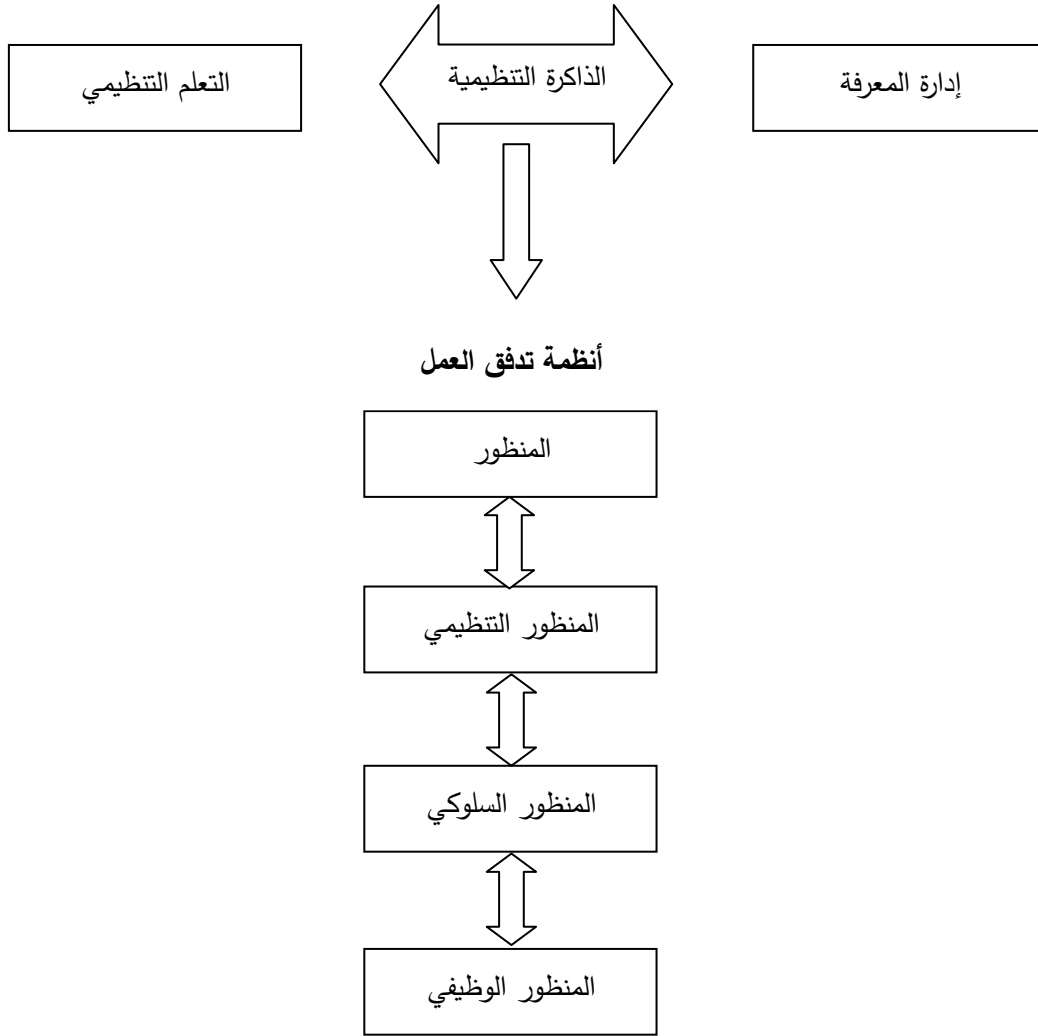 إدارة المعرفة
الذاكرة التنظيمية
التعلم التنظيمي
أنظمة تدفق العمل
المنظور
المنظور التنظيمي
المنظور السلوكي
المنظور الوظيفي